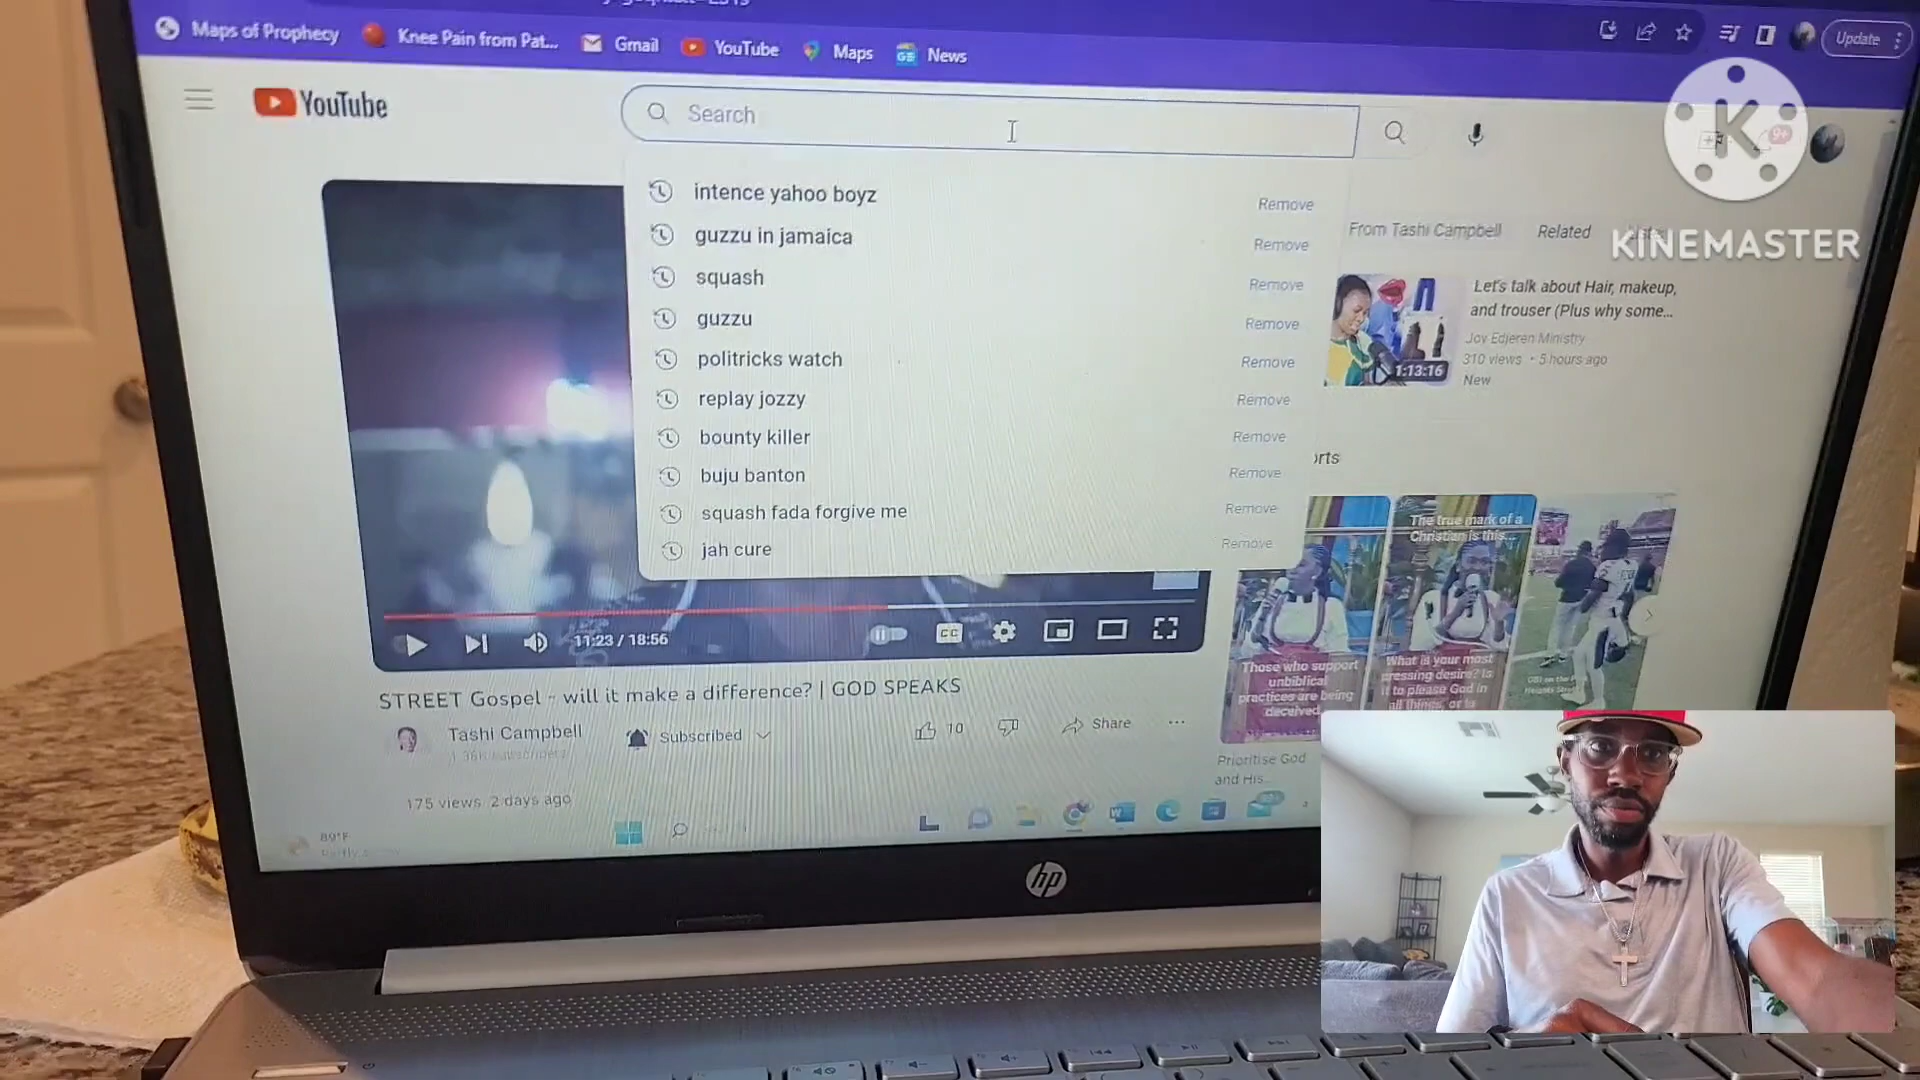 Maps of Prophecy
Knee Pain from Pat...
Gmail
YouTube
Maps
News
Update
YouTube
Search
9+
KINEMASTER
intence yahoo boyz
Remove
guzzu in jamaica
Remove
squash
Remove
guzzu
Remove
politricks watch
Remove
replay jozzy
Remove
bounty killer
Remove
buju banton
Remove
squash fada forgive me
Remove
jah cure
Remove
From Tashi Campbell
Related
Let's talk about Hair, makeup,
and trouser (Plus why some...
Joy Edjeren Ministry
310 views • 5 hours ago
New
1:13:16
orts
The true mark of a
Christian is this...
Those who support
unbiblical
practices are being
deceived.
What is your most
pressing desire? Is
it to please God in
all things, or is
Prioritise God
and His...
11:23 / 18:56
CC
STREET Gospel - will it make a difference? | GOD SPEAKS
Tashi Campbell
Subscribed
10
Share
175 views 2 days ago
89°F
hp